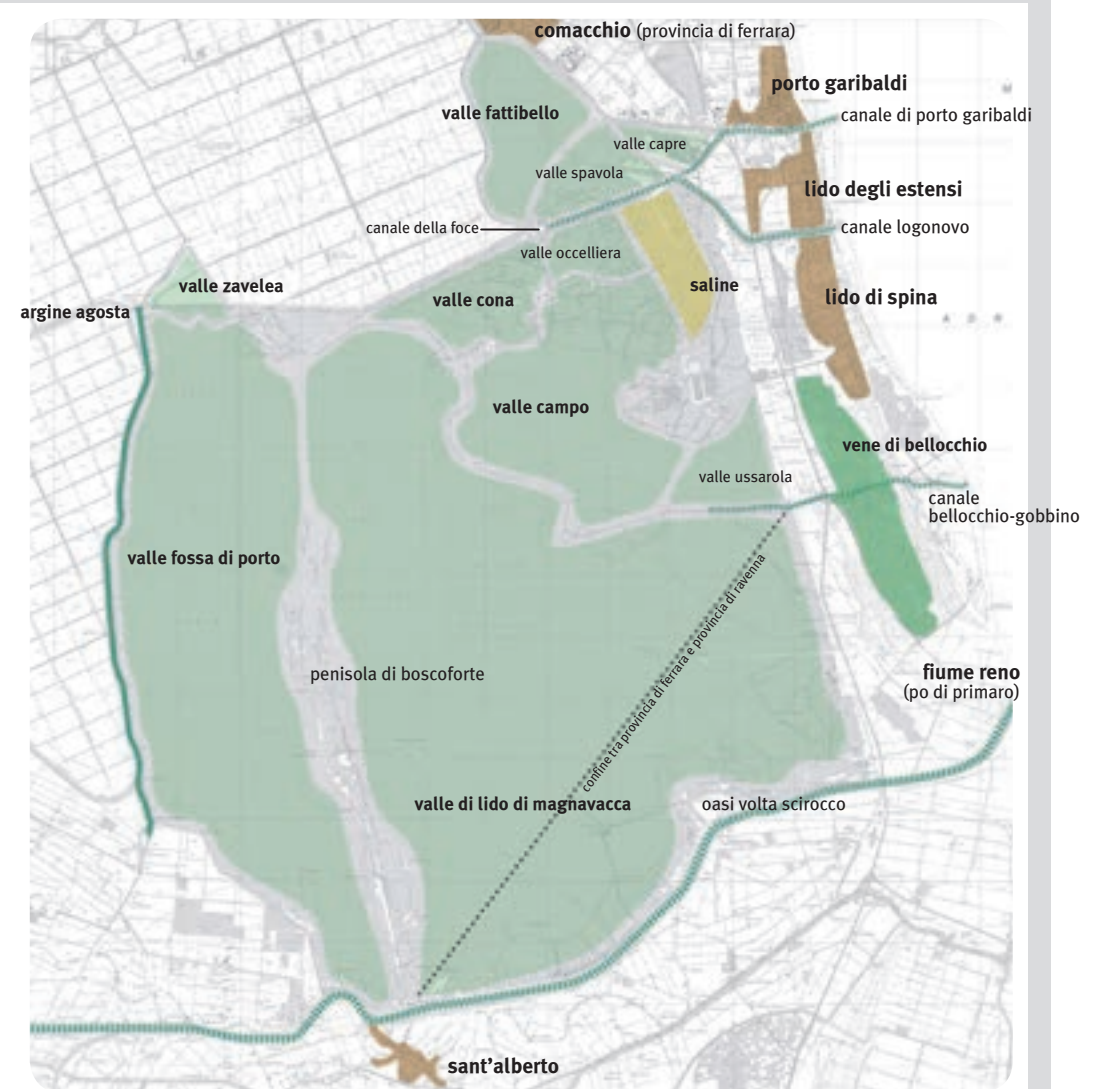 comacchio (provincia di ferrara)
porto garibaldi
valle fattibello
canale di porto garibaldi
valle capre
valle spavola
lido degli estensi
canale della foce
canale logonovo
valle occelliera
valle zavelea
saline
valle cona
lido di spina
argine agosta
valle campo
vene di bellocchio
valle ussarola
canale
bellocchio-gobbino
valle fossa di porto
confine tra provincia di ferrara e provincia di ravenna
penisola di boscoforte
fiume reno
(po di primaro)
valle di lido di magnavacca
oasi volta scirocco
sant’alberto